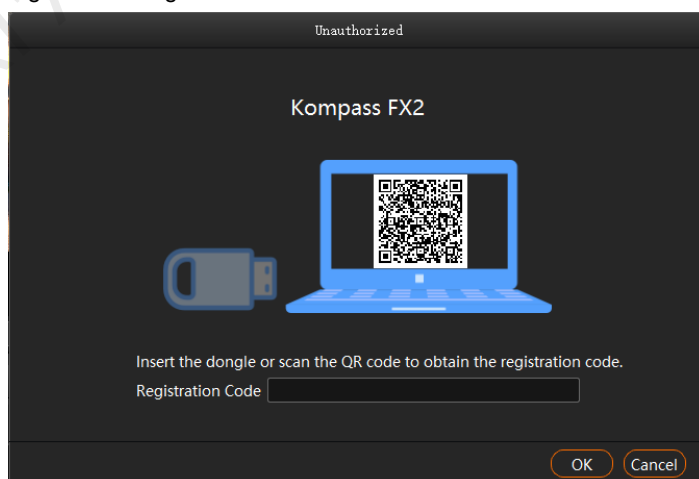 Unauthorized
Kompass FX2
Insert the dongle or scan the QR code to obtain the registration code.
Registration Code
OK Cancel